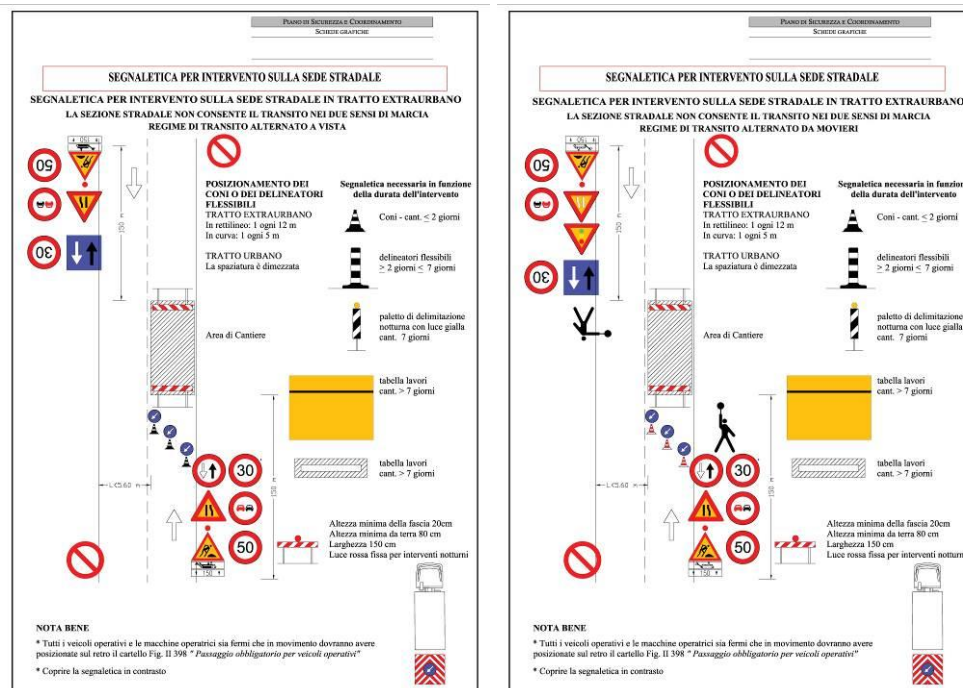 PIANO DI SICUREZZA E COORDINAMENTO
SCHEDE GRAFICHE
SEGNALETICA PER INTERVENTO SULLA SEDE STRADALE
SEGNALETICA PER INTERVENTO SULLA SEDE STRADALE IN TRATTO EXTRAURBANO
LA SEZIONE STRADALE NON CONSENTE IL TRANSITO NEI DUE SENSI DI MARCIA
REGIME DI TRANSITO ALTERNATO A VISTA
150
50
30
150 m
POSIZIONAMENTO DEI
CONI O DEI DELINEATORI
FLESSIBILI
TRATTO EXTRAURBANO
In rettilineo: 1 ogni 12 m
In curva: 1 ogni 5 m
TRATTO URBANO
La spaziatura è dimezzata
Segnaletica necessaria in funzione
della durata dell'intervento
Coni - cant. ≤ 2 giorni
delineatori flessibili
≥ 2 giorni ≤ 7 giorni
paletto di delimitazione
notturna con luce gialla
cant. 7 giorni
Area di Cantiere
tabella lavori
cant. > 7 giorni
tabella lavori
cant. > 7 giorni
L<5.60 m
150 m
30
50
150
Altezza minima della fascia 20cm
Altezza minima da terra 80 cm
Larghezza 150 cm
Luce rossa fissa per interventi notturni
NOTA BENE
* Tutti i veicoli operativi e le macchine operatrici sia fermi che in movimento dovranno avere
posizionate sul retro il cartello Fig. II 398 " Passaggio obbligatorio per veicoli operativi"
* Coprire la segnaletica in contrasto
PIANO DI SICUREZZA E COORDINAMENTO
SCHEDE GRAFICHE
SEGNALETICA PER INTERVENTO SULLA SEDE STRADALE
SEGNALETICA PER INTERVENTO SULLA SEDE STRADALE IN TRATTO EXTRAURBANO
LA SEZIONE STRADALE NON CONSENTE IL TRANSITO NEI DUE SENSI DI MARCIA
REGIME DI TRANSITO ALTERNATO DA MOVIERI
150
50
30
150 m
POSIZIONAMENTO DEI
CONI O DEI DELINEATORI
FLESSIBILI
TRATTO EXTRAURBANO
In rettilineo: 1 ogni 12 m
In curva: 1 ogni 5 m
TRATTO URBANO
La spaziatura è dimezzata
Segnaletica necessaria in funzione
della durata dell'intervento
Coni - cant. ≤ 2 giorni
delineatori flessibili
≥ 2 giorni ≤ 7 giorni
paletto di delimitazione
notturna con luce gialla
cant. 7 giorni
Area di Cantiere
tabella lavori
cant. > 7 giorni
tabella lavori
cant. > 7 giorni
L<5.60 m
150 m
30
50
150
Altezza minima della fascia 20cm
Altezza minima da terra 80 cm
Larghezza 150 cm
Luce rossa fissa per interventi notturni
NOTA BENE
* Tutti i veicoli operativi e le macchine operatrici sia fermi che in movimento dovranno avere
posizionate sul retro il cartello Fig. II 398 " Passaggio obbligatorio per veicoli operativi"
* Coprire la segnaletica in contrasto